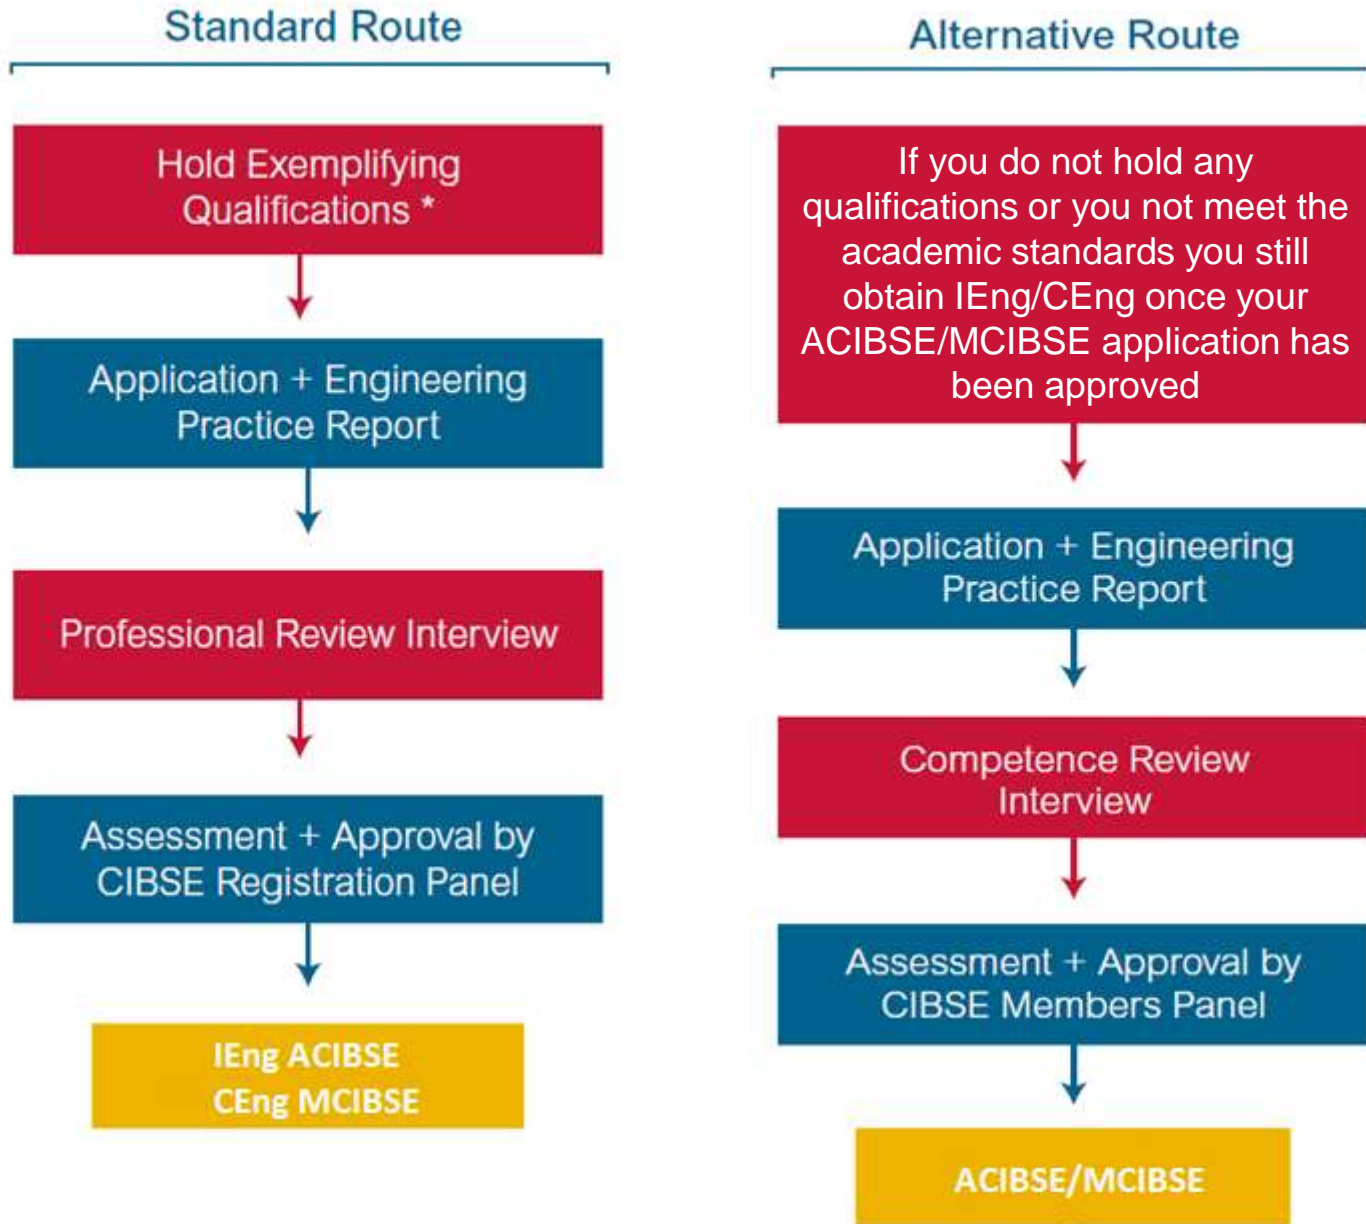 Standard Route
Hold Exemplifying
Qualifications *
Application + Engineering
Practice Report
Professional Review Interview
Assessment + Approval by
CIBSE Registration Panel
IEng ACIBSE
CEng MCIBSE
Alternative Route
If you do not hold any
qualifications or you not meet the
academic standards you still
obtain IEng/CEng once your
ACIBSE/MCIBSE application has
been approved
Application + Engineering
Practice Report
Competence Review
Interview
Assessment + Approval by
CIBSE Members Panel
ACIBSE/MCIBSE